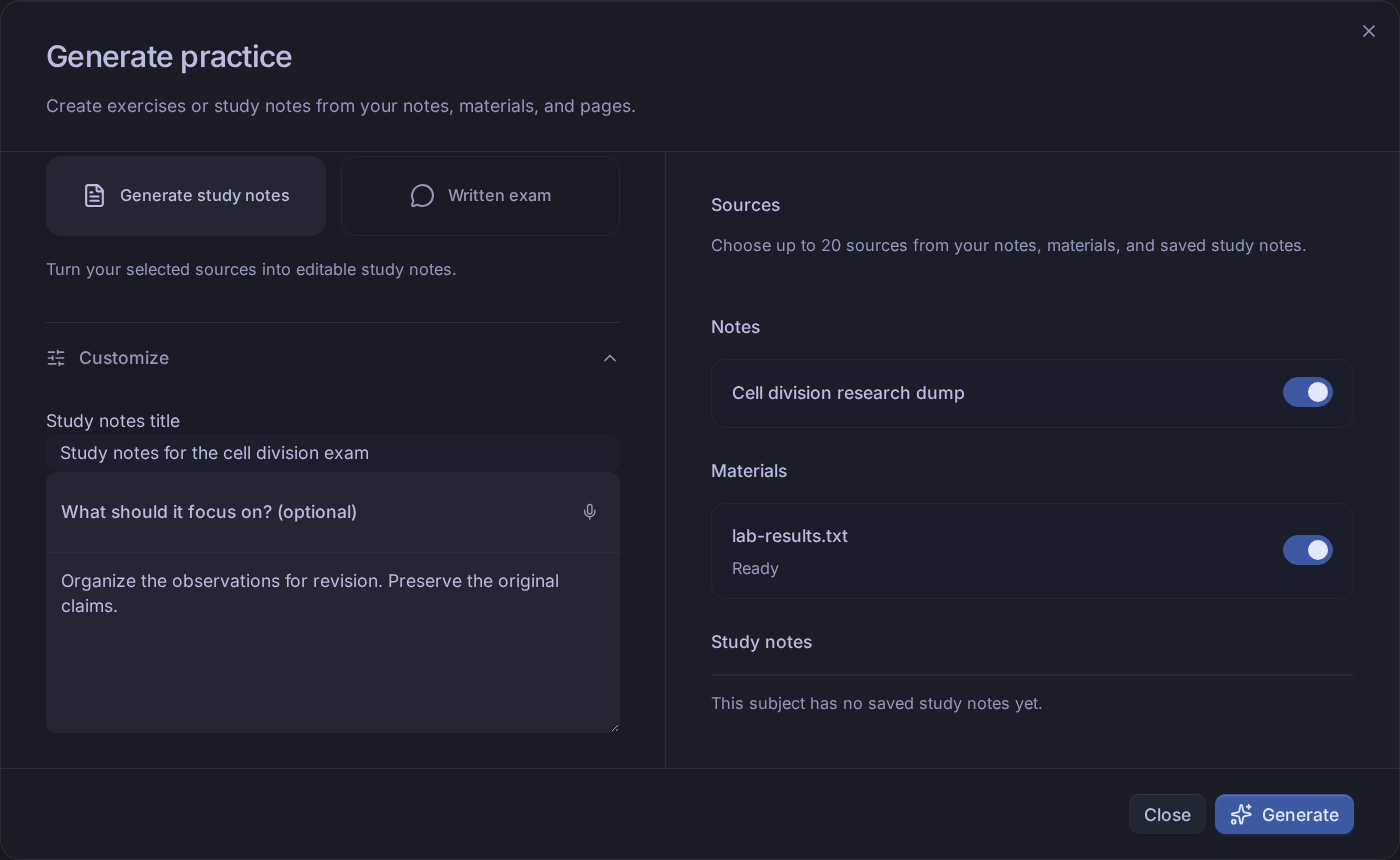 Generate practice
Create exercises or study notes from your notes, materials, and pages.
Generate study notes
Written exam
Turn your selected sources into editable study notes.
Customize
Study notes title
Study notes for the cell division exam
What should it focus on? (optional)
Organize the observations for revision. Preserve the original
claims.
Sources
Choose up to 20 sources from your notes, materials, and saved study notes.
Notes
Cell division research dump
Materials
lab-results.txt
Ready
Study notes
This subject has no saved study notes yet.
Close
Generate